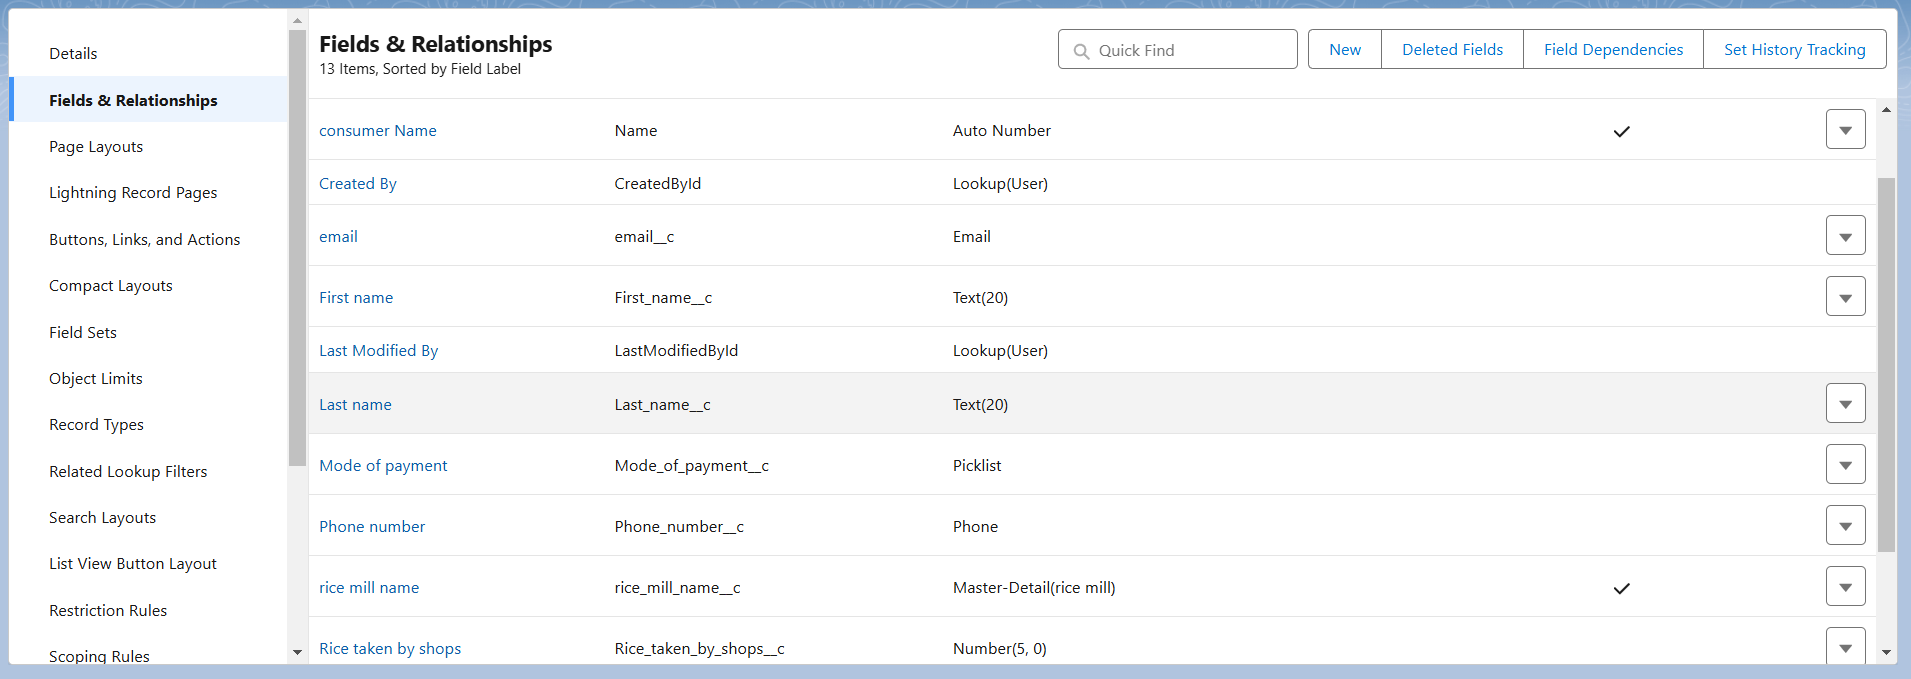 Details
Fields & Relationships
Page Layouts
Lightning Record Pages
Buttons, Links, and Actions
Compact Layouts
Field Sets
Object Limits
Record Types
Related Lookup Filters
Search Layouts
List View Button Layout
Restriction Rules
Scoping Rules
Fields & Relationships
13 Items, Sorted by Field Label
Quick Find
New
Deleted Fields
Field Dependencies
Set History Tracking
consumer Name Name Auto Number
Created By CreatedById Lookup(User)
email email__c Email
First name First_name__c Text(20)
Last Modified By LastModifiedById Lookup(User)
Last name Last_name__c Text(20)
Mode of payment Mode_of_payment__c Picklist
Phone number Phone_number__c Phone
rice mill name rice_mill_name__c Master-Detail(rice mill)
Rice taken by shops Rice_taken_by_shops__c Number(5, 0)